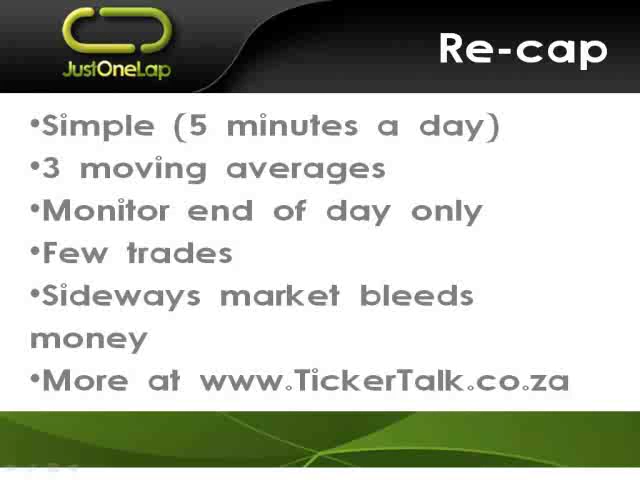 JustOneLap
Re-cap
•Simple (5 minutes a day)
•3 moving averages
•Monitor end of day only
•Few trades
•Sideways market bleeds
money
•More at www.TickerTalk.co.za